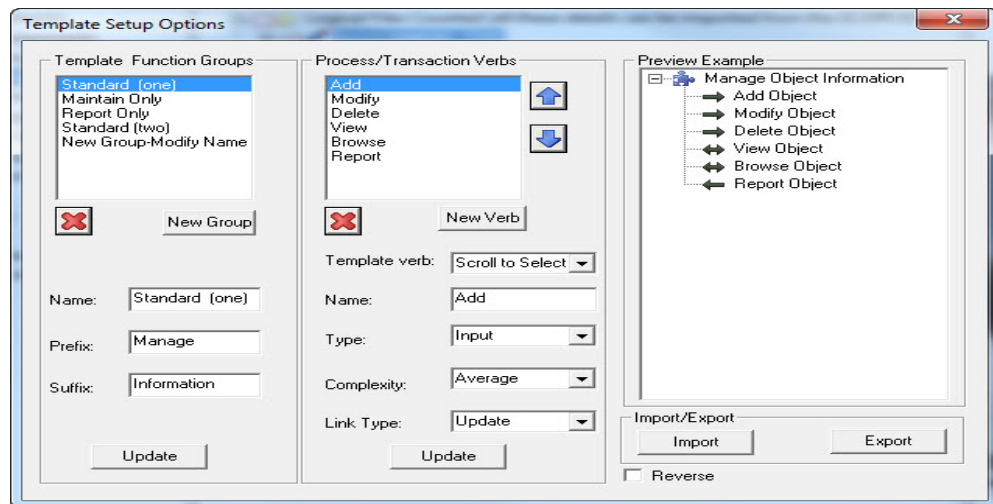 Template Setup Options
Template Function Groups
Standard (one)
Maintain Only
Report Only
Standard (two)
New Group-Modify Name
New Group
Name: Standard (one)
Prefix: Manage
Suffix: Information
Update
Process/Transaction Verbs
Add
Modify
Delete
View
Browse
Report
New Verb
Template verb: Scroll to Select
Name: Add
Type: Input
Complexity: Average
Link Type: Update
Update
Preview Example
Manage Object Information
Add Object
Modify Object
Delete Object
View Object
Browse Object
Report Object
Import/Export
Import
Export
Reverse